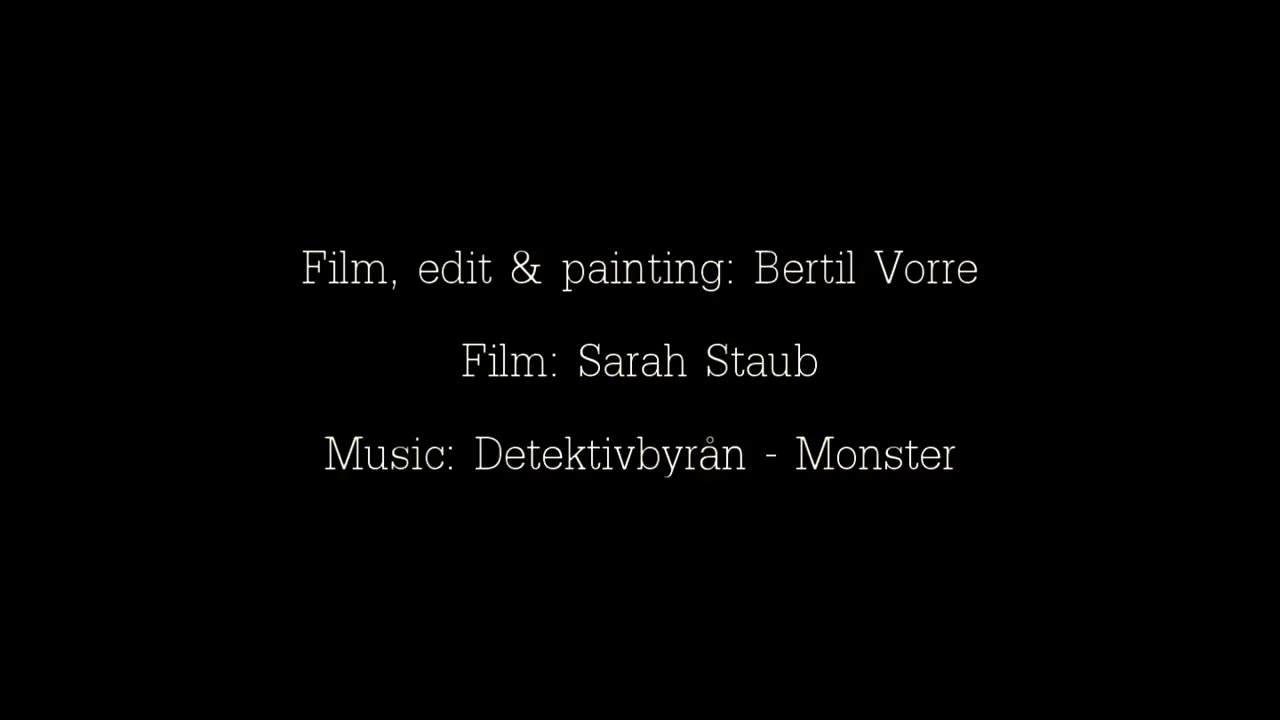 Film, edit & painting: Bertil Vorre
Film: Sarah Staub
Music: Detektivbyrån - Monster